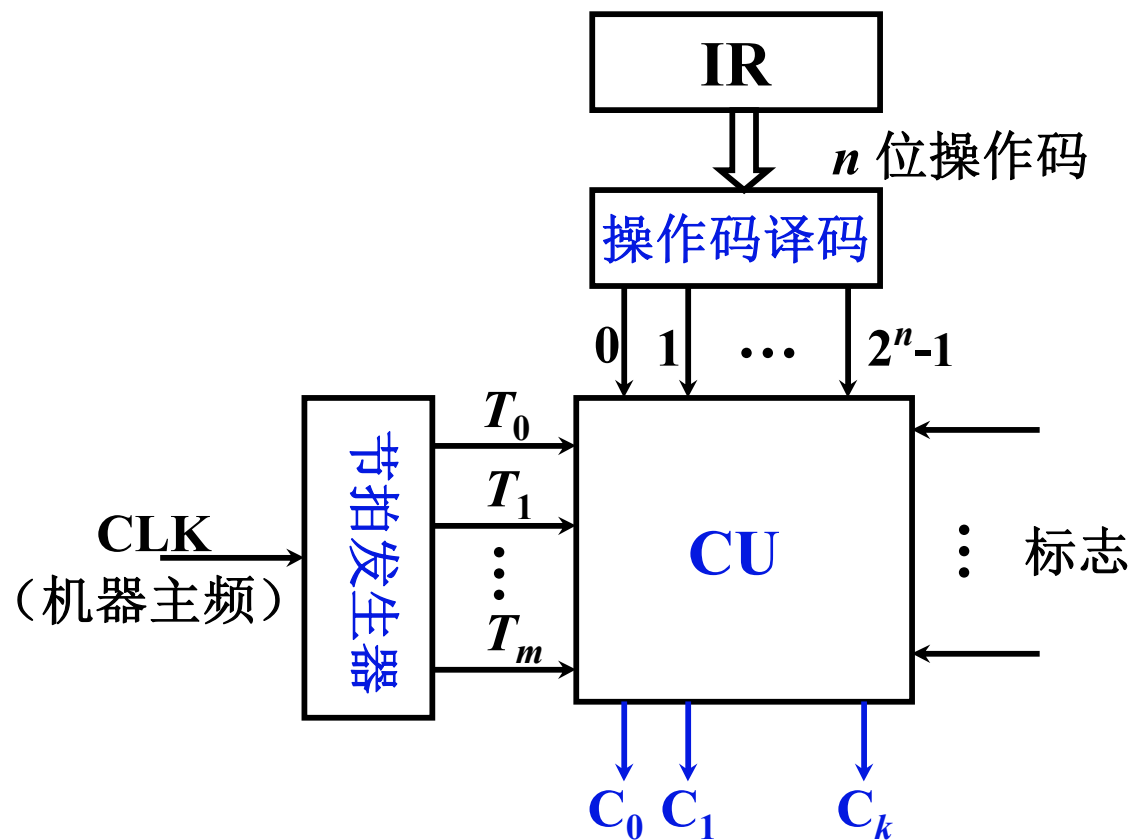 IR
n 位操作码
操作码译码
0 1 … 2ⁿ-1
T₀
T₁
⋮
Tₘ
节拍发生器
CLK
（机器主频）
CU
⋮ 标志
C₀ C₁ Cₖ